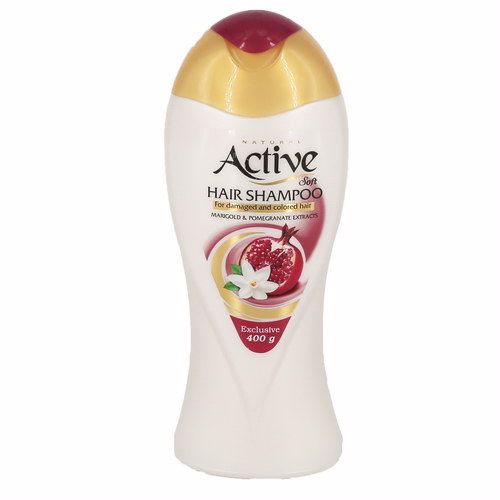 NATURAL
Active
Soft
HAIR SHAMPOO
For damaged and colored hair
MARIGOLD & POMEGRANATE EXTRACTS
Exclusive
400 g